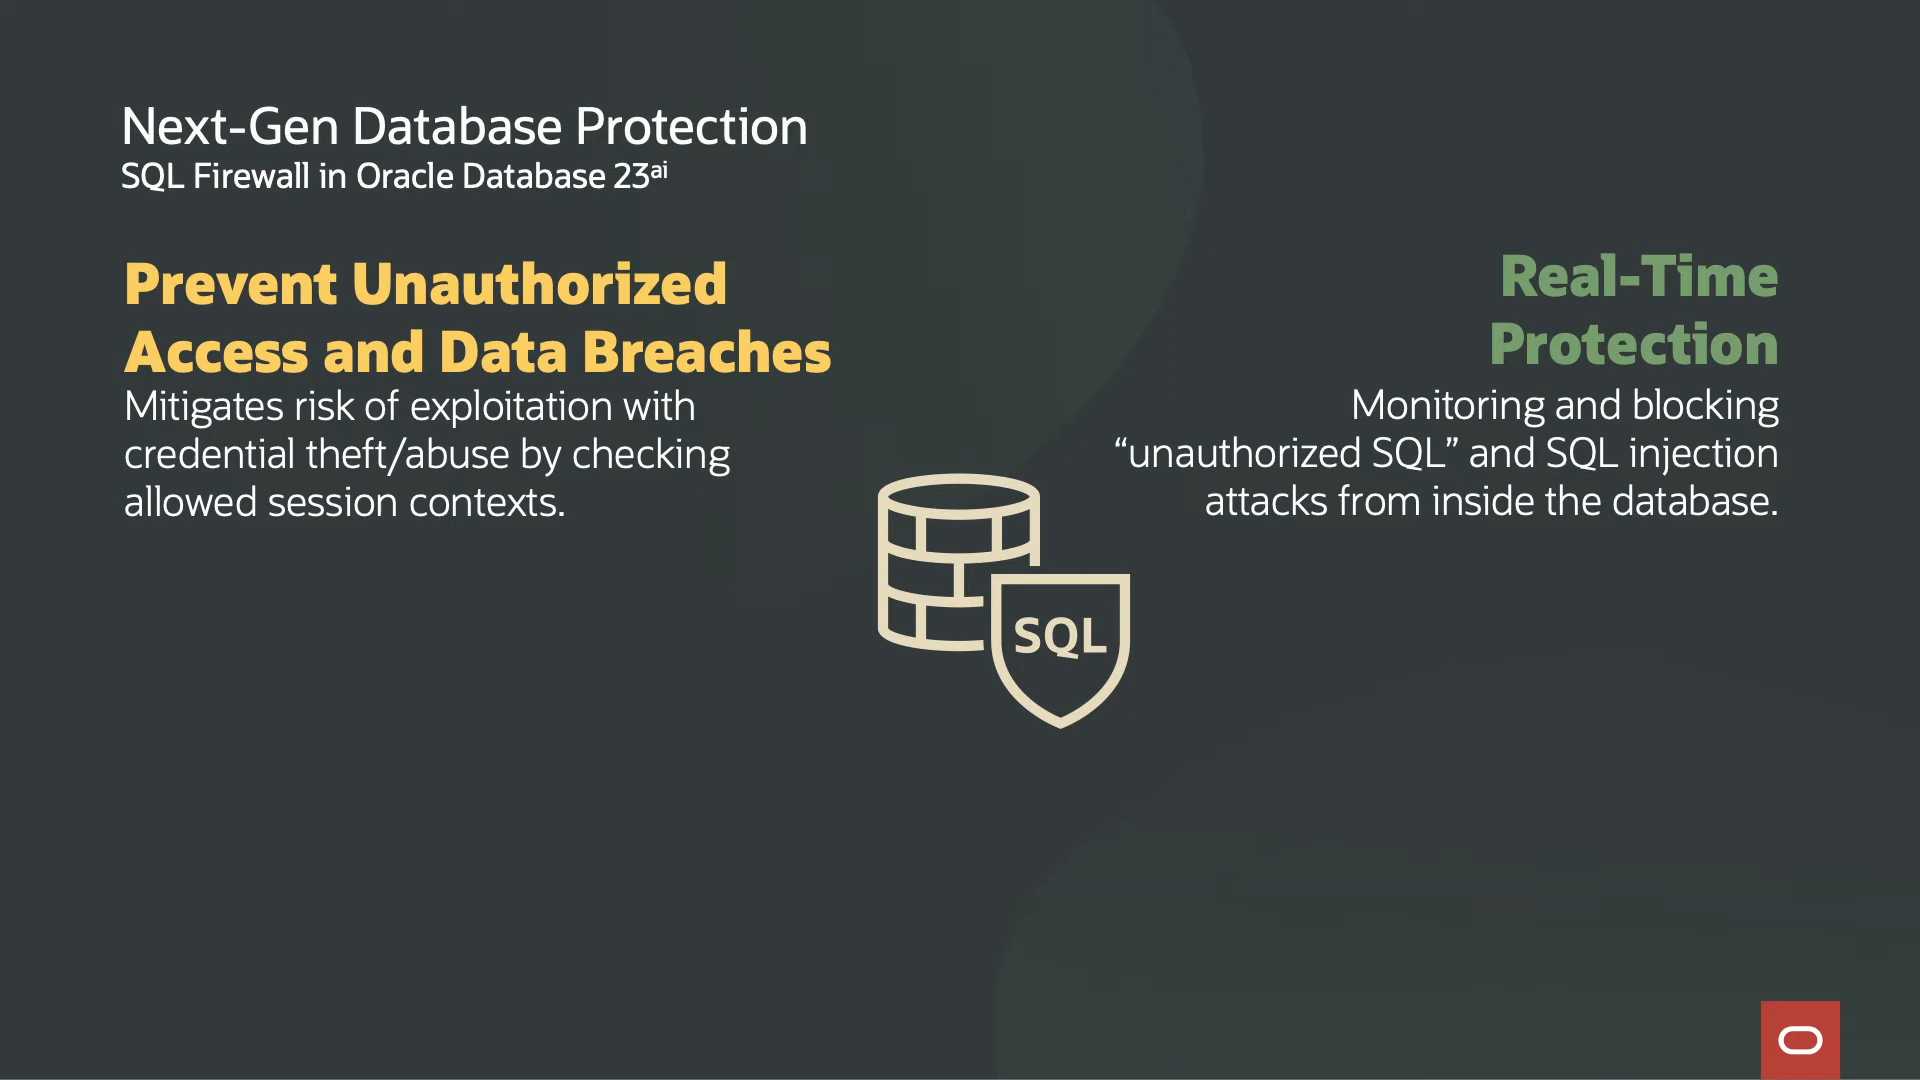 Next-Gen Database Protection
SQL Firewall in Oracle Database 23ai
Prevent Unauthorized
Access and Data Breaches
Mitigates risk of exploitation with
credential theft/abuse by checking
allowed session contexts.
Real-Time
Protection
Monitoring and blocking
“unauthorized SQL” and SQL injection
attacks from inside the database.
SQL